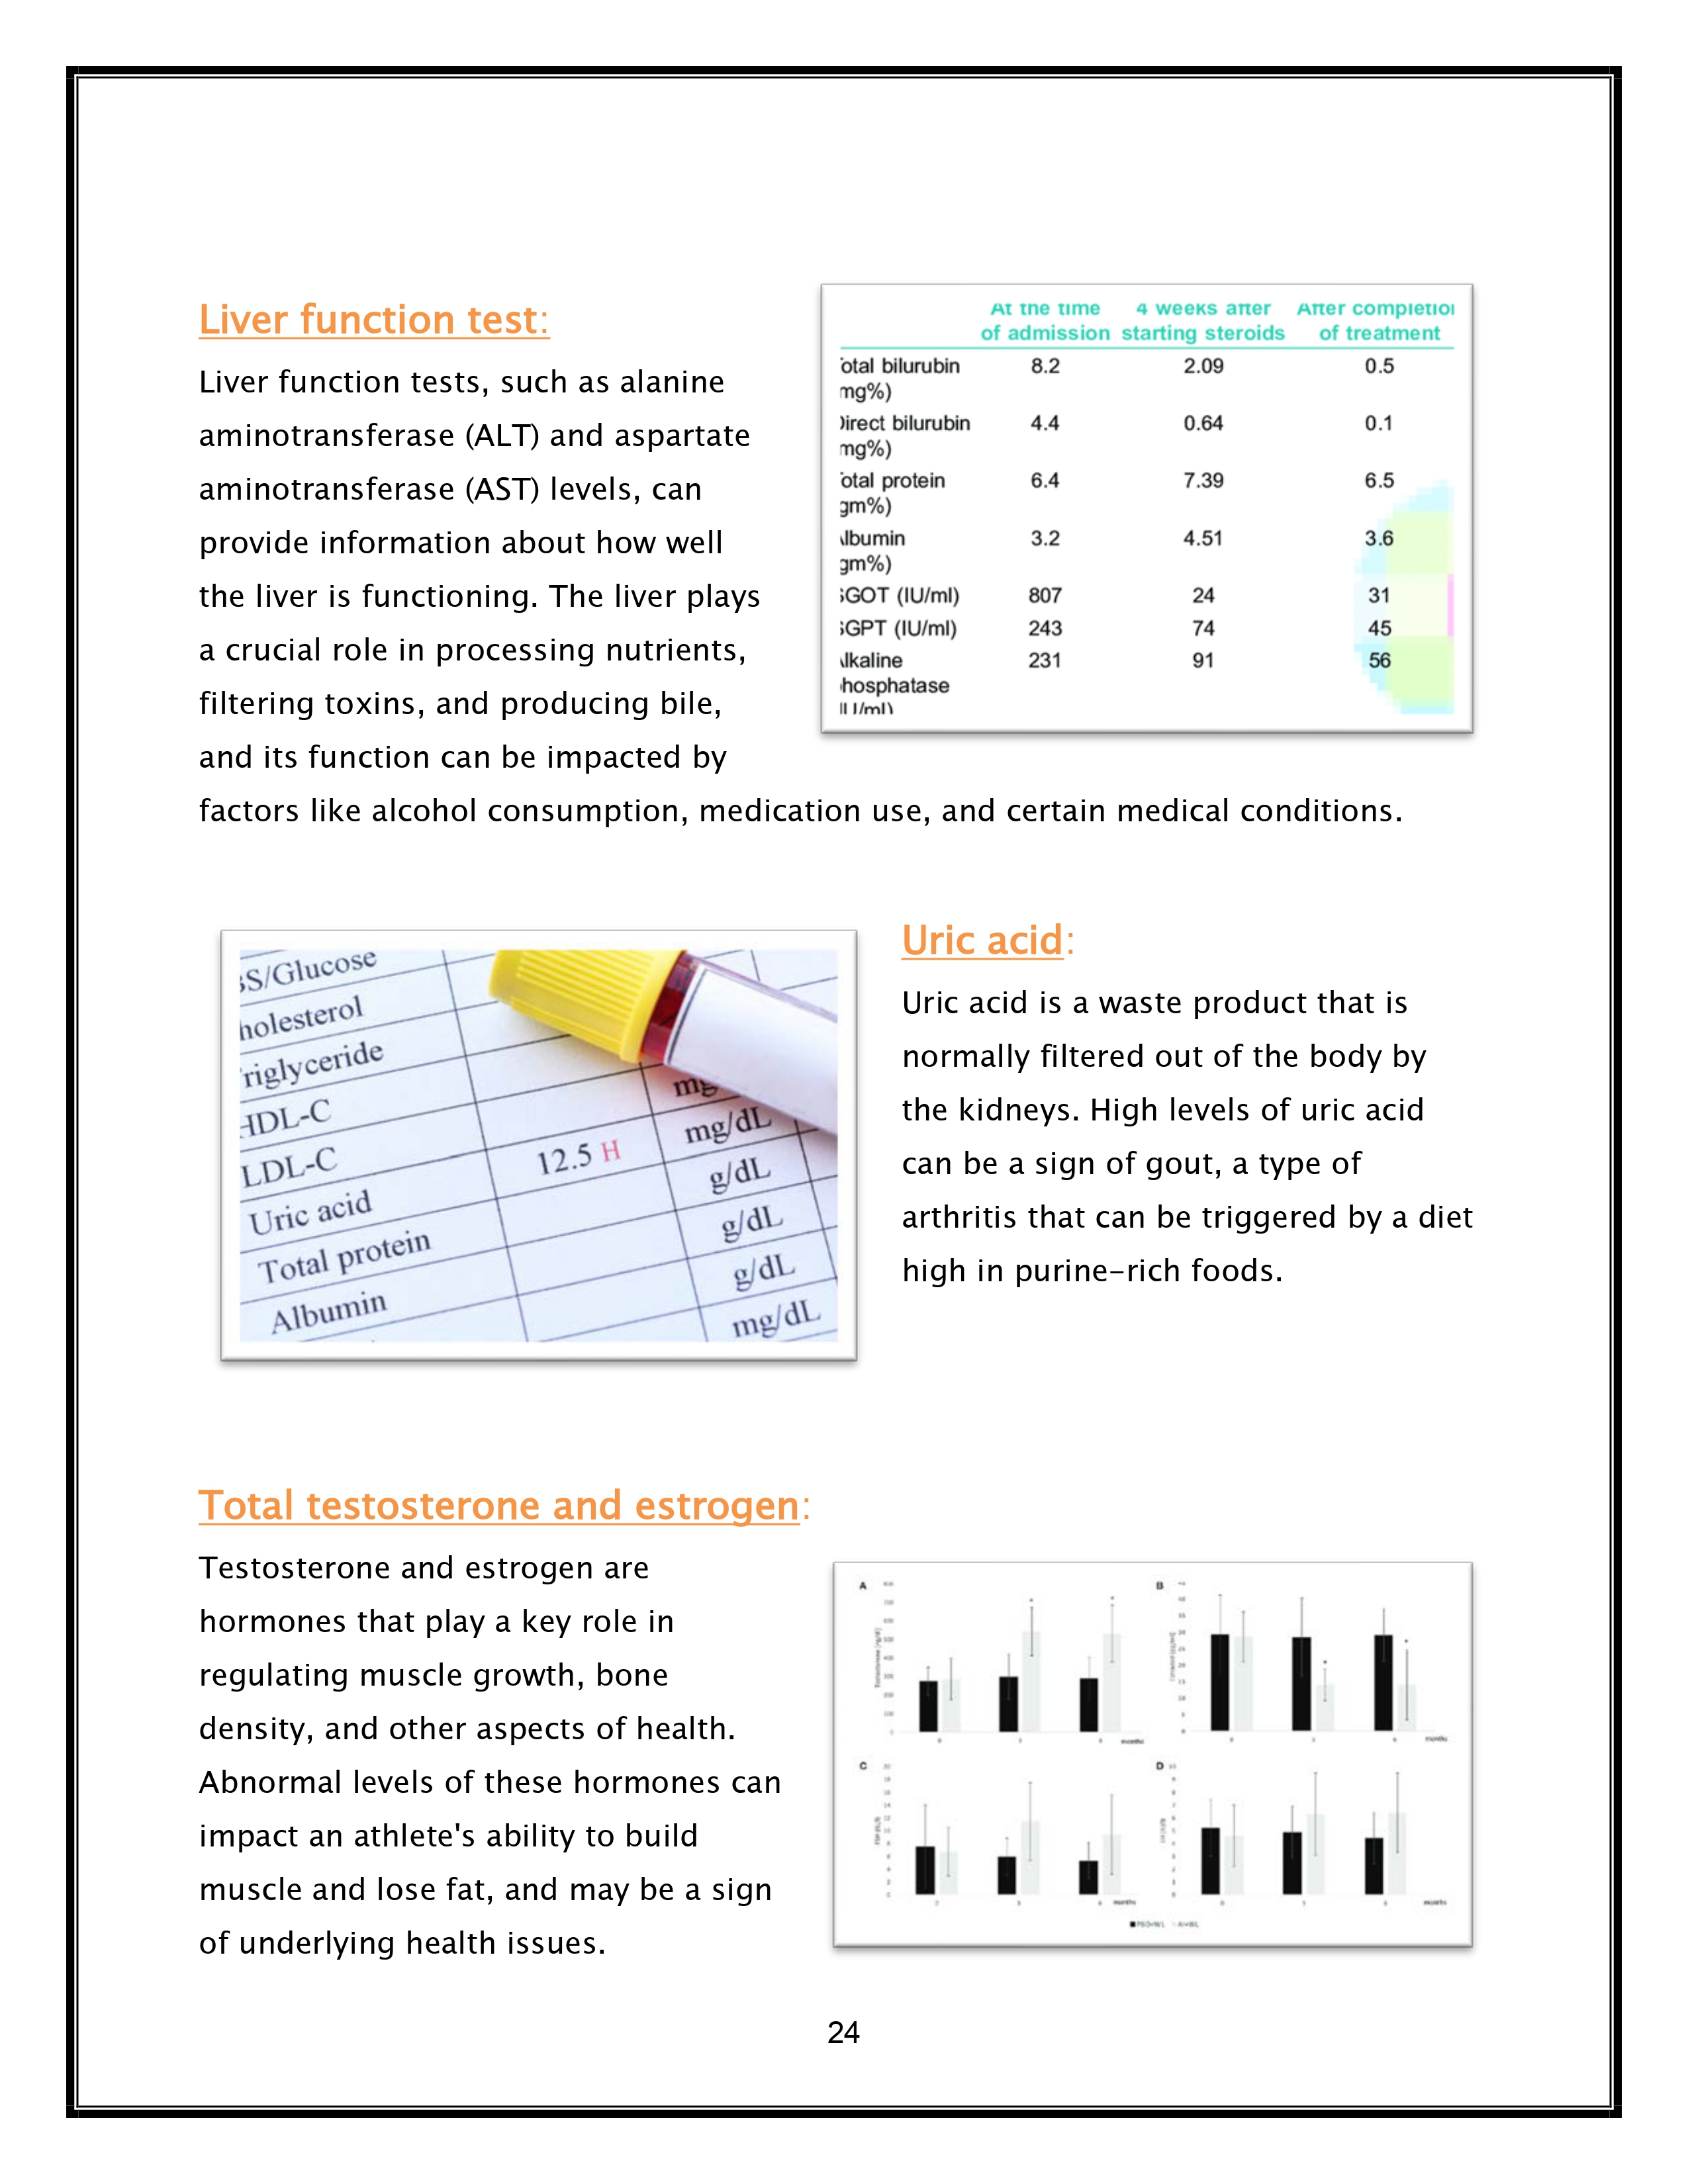 Liver function test:
Liver function tests, such as alanine
aminotransferase (ALT) and aspartate
aminotransferase (AST) levels, can
provide information about how well
the liver is functioning. The liver plays
a crucial role in processing nutrients,
filtering toxins, and producing bile,
and its function can be impacted by
factors like alcohol consumption, medication use, and certain medical conditions.
At the time 4 weeks after After completion
of admission starting steroids of treatment
otal bilurubin 8.2 2.09 0.5
mg%)
Direct bilurubin 4.4 0.64 0.1
mg%)
otal protein 6.4 7.39 6.5
gm%)
lbumin 3.2 4.51 3.6
gm%)
SGOT (IU/ml) 807 24 31
SGPT (IU/ml) 243 74 45
lkaline 231 91 56
hosphatase
IU/ml)
S/Glucose
holesterol
riglyceride
HDL-C mg
LDL-C mg/dL
Uric acid 12.5 H g/dL
Total protein g/dL
Albumin g/dL
mg/dL
Uric acid:
Uric acid is a waste product that is
normally filtered out of the body by
the kidneys. High levels of uric acid
can be a sign of gout, a type of
arthritis that can be triggered by a diet
high in purine-rich foods.
Total testosterone and estrogen:
Testosterone and estrogen are
hormones that play a key role in
regulating muscle growth, bone
density, and other aspects of health.
Abnormal levels of these hormones can
impact an athlete's ability to build
muscle and lose fat, and may be a sign
of underlying health issues.
A
B
months
months
C
D
months
months
24